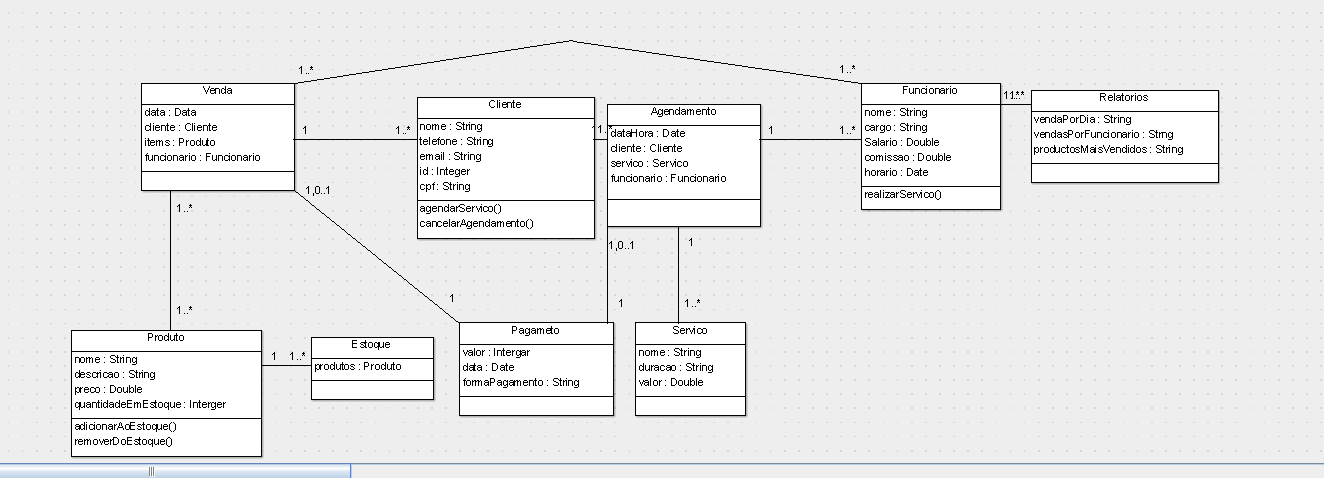 1..*
1..*
Venda
data : Data
cliente : Cliente
items : Produto
funcionario : Funcionario
1
1..*
Cliente
nome : String
telefone : String
email : String
id : Integer
cpf : String
agendarServico()
cancelarAgendamento()
Agendamento
dataHora : Date
cliente : Cliente
servico : Servico
funcionario : Funcionario
1
1..*
Funcionario
nome : String
cargo : String
Salario : Double
comissao : Double
horario : Date
realizarServico()
Relatorios
vendaPorDia : String
vendasPorFuncionario : Strng
productosMaisVendidos : String
1..*
1,0..1
1,0..1
1
1..*
1
1
1..*
Produto
nome : String
descricao : String
preco : Double
quantidadeEmEstoque : Interger
adicionarAoEstoque()
removerDoEstoque()
1
1..*
Estoque
produtos : Produto
Pagameto
valor : Intergar
data : Date
formaPagamento : String
Servico
nome : String
duracao : String
valor : Double